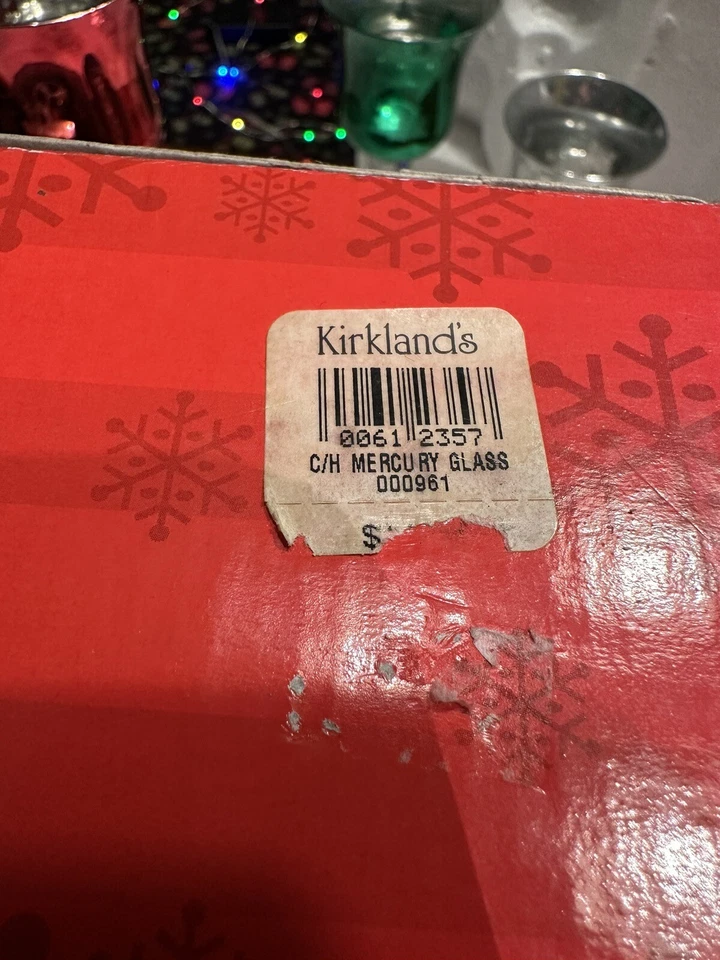 Kirkland's
0061 2357
C/H MERCURY GLASS
000961
$